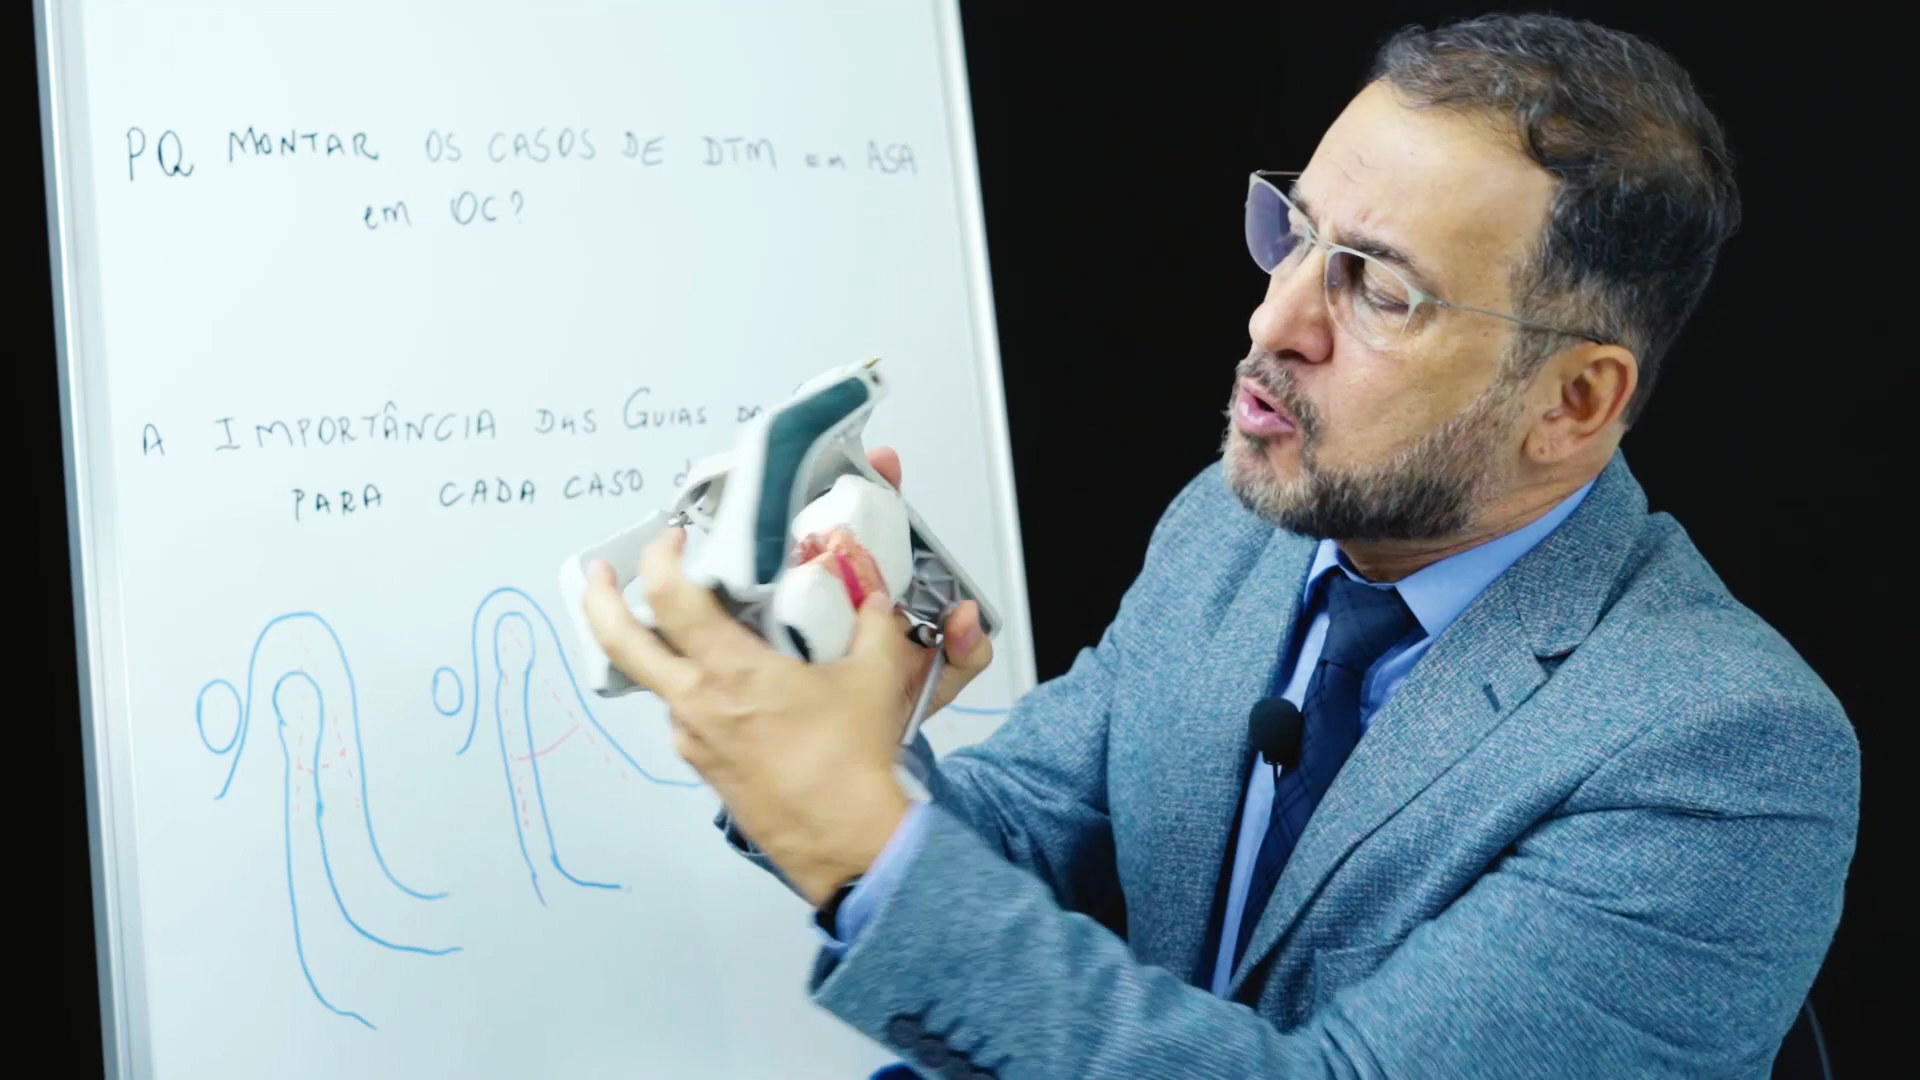 PQ MONTAR OS CASOS DE DTM em ASA
em OC?
A IMPORTÂNCIA DAS GUIAS
PARA CADA CASO